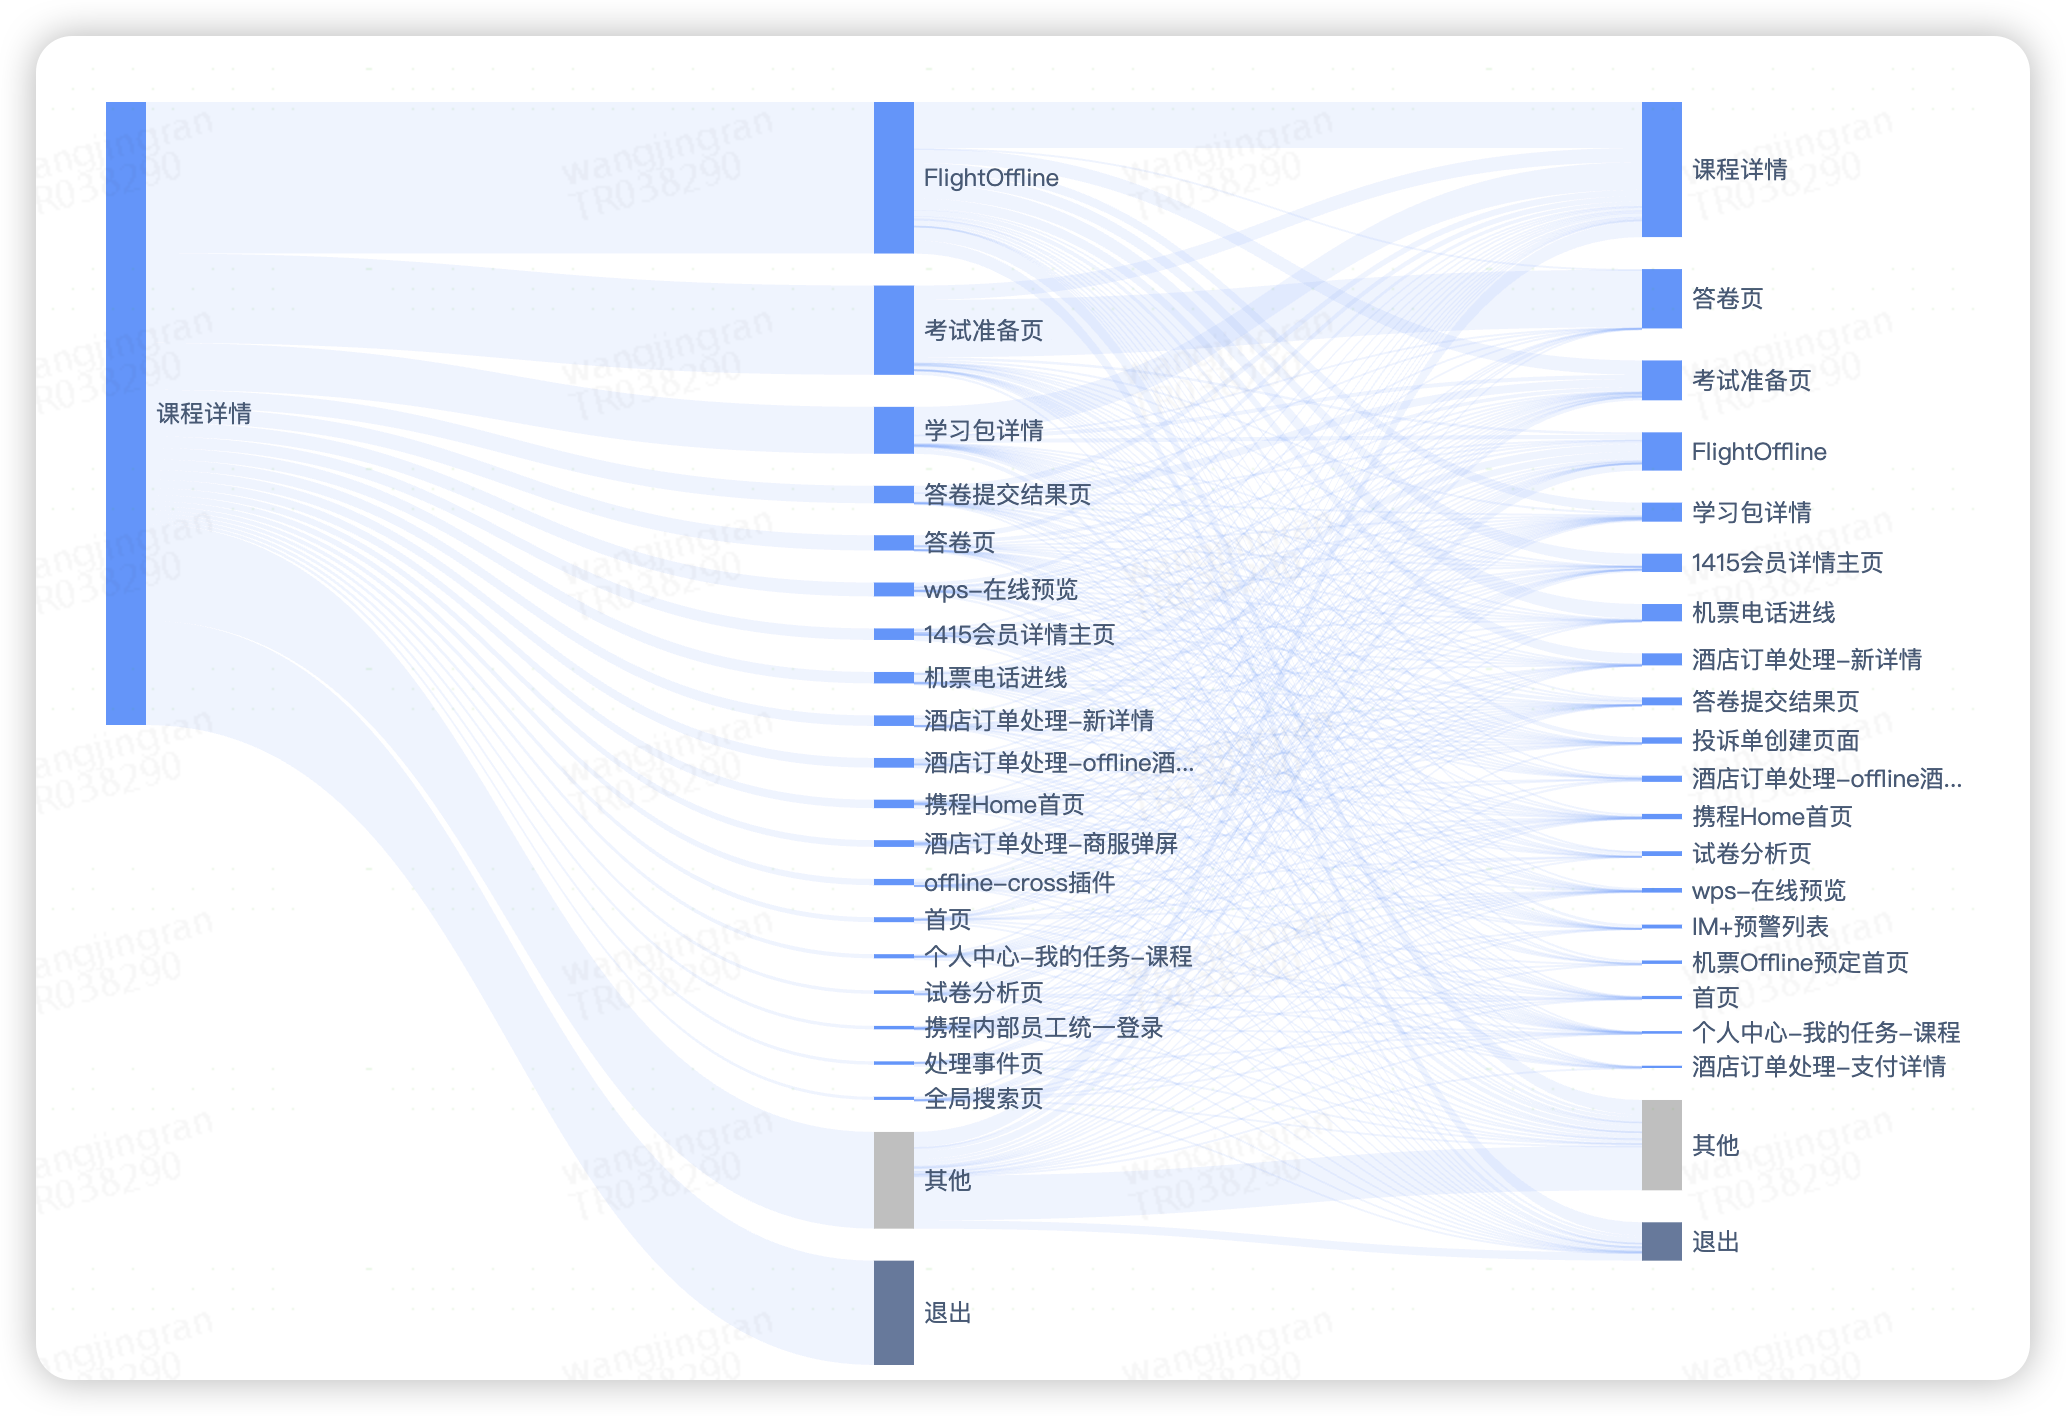 课程详情
FlightOffline
考试准备页
学习包详情
答卷提交结果页
答卷页
wps-在线预览
1415会员详情主页
机票电话进线
酒店订单处理-新详情
酒店订单处理-offline酒...
携程Home首页
酒店订单处理-商服弹屏
offline-cross插件
首页
个人中心-我的任务-课程
试卷分析页
携程内部员工统一登录
处理事件页
全局搜索页
其他
退出
课程详情
答卷页
考试准备页
FlightOffline
学习包详情
1415会员详情主页
机票电话进线
酒店订单处理-新详情
答卷提交结果页
投诉单创建页面
酒店订单处理-offline酒...
携程Home首页
试卷分析页
wps-在线预览
IM+预警列表
机票Offline预定首页
首页
个人中心-我的任务-课程
酒店订单处理-支付详情
其他
退出
wangjingran
TR038290